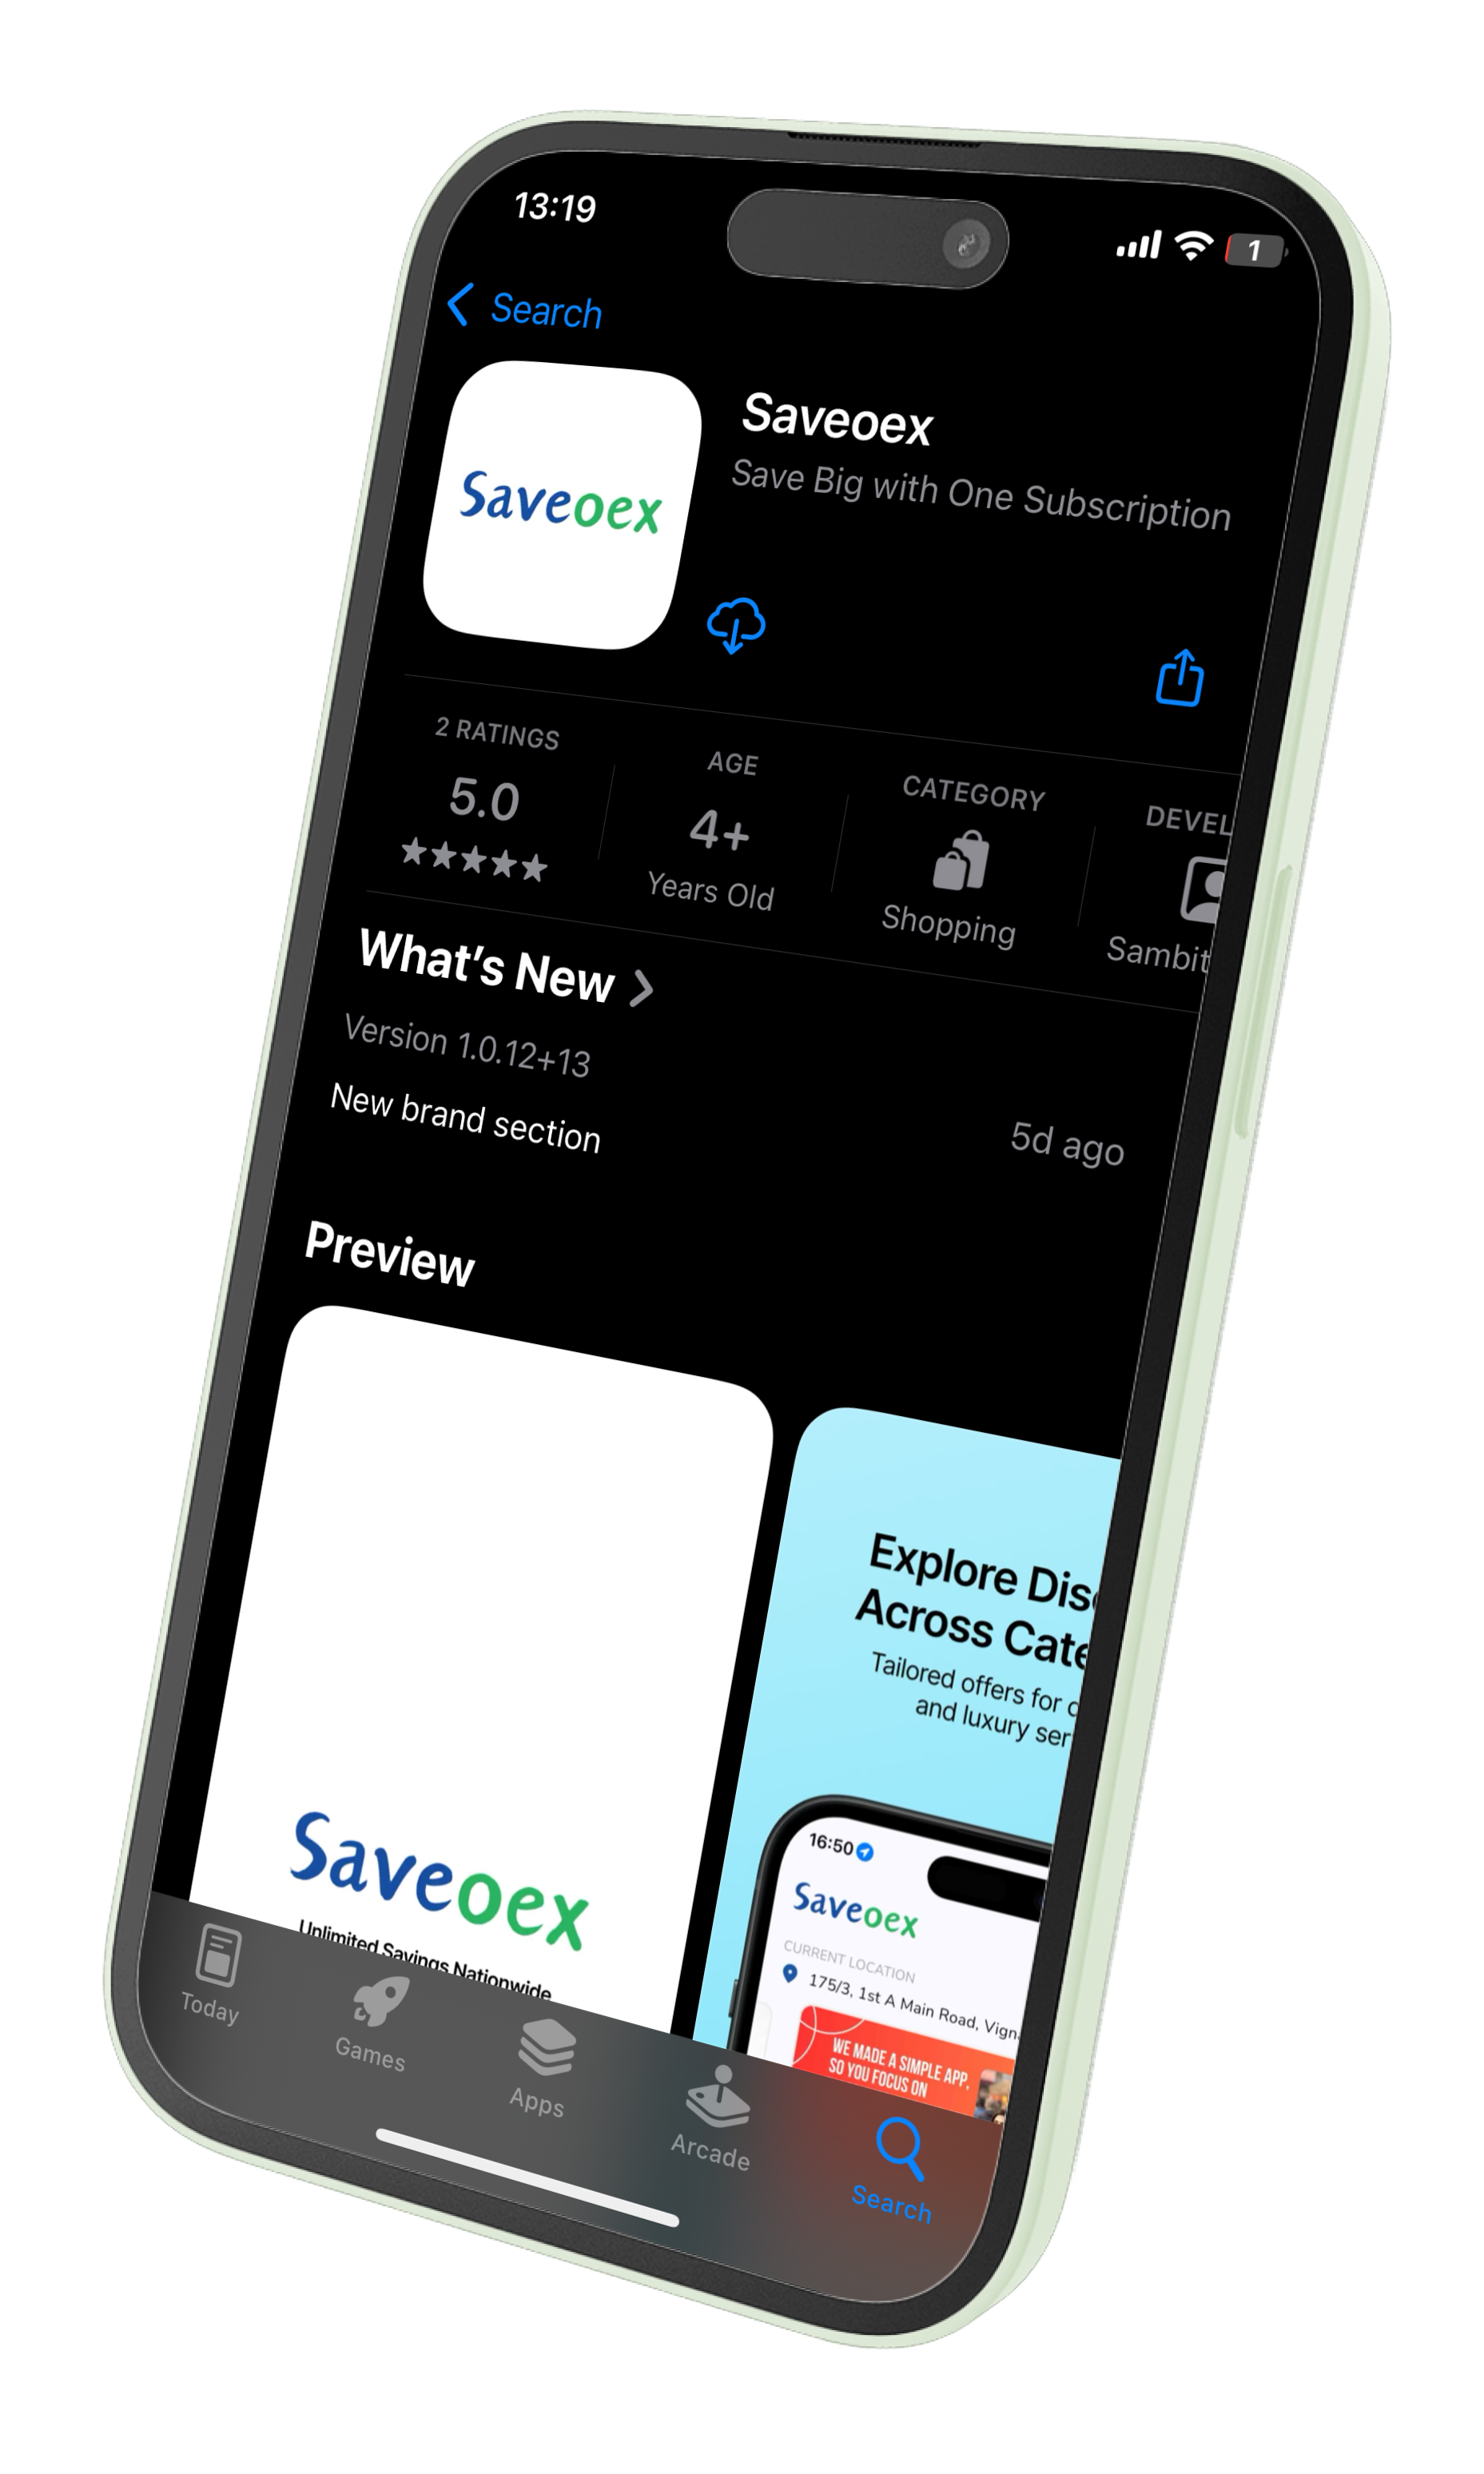 13:19
1
Search
Saveoex
Saveoex
Save Big with One Subscription
2 RATINGS
5.0
AGE
4+
Years Old
CATEGORY
Shopping
DEVEL
Sambit
What's New
Version 1.0.12+13
5d ago
New brand section
Preview
Saveoex
Unlimited Savings Nationwide
Explore Disc
Across Cate
Tailored offers for
and luxury ser
16:50
Saveoex
CURRENT LOCATION
175/3, 1st A Main Road, Vign
WE MADE A SIMPLE APP,
SO YOU FOCUS ON
Today
Games
Apps
Arcade
Search